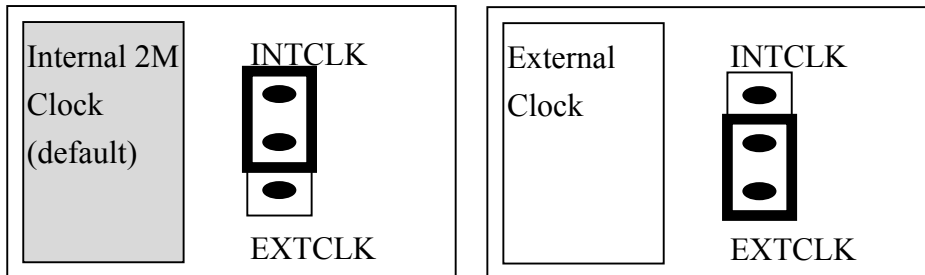 Internal 2M
Clock
(default)
INTCLK
EXTCLK
External
Clock
INTCLK
EXTCLK